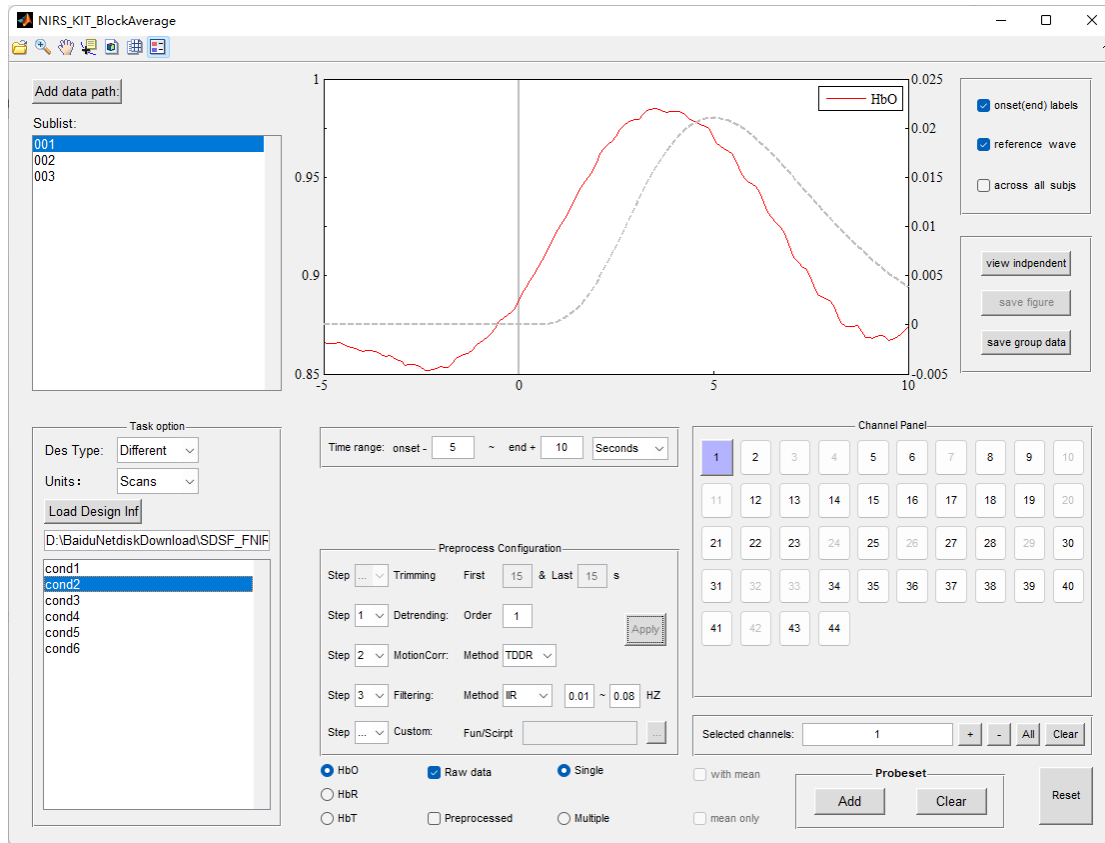 NIRS_KIT_BlockAverage
Add data path:
Sublist:
001
002
003
1
0.95
0.9
0.85
-5
0
5
10
0.025
0.02
0.015
0.01
0.005
0
-0.005
HbO
onset(end) labels
reference wave
across all subjs
view indpendent
save figure
save group data
Task option
Des Type: Different
Units: Scans
Load Design Inf
D:\BaiduNetdiskDownload\SDSF_FNIR
cond1
cond2
cond3
cond4
cond5
cond6
Time range: onset - 5 ~ end + 10 Seconds
Preprocess Configuration
Step ... Trimming First 15 & Last 15 s
Step 1 Detrending: Order 1
Apply
Step 2 MotionCorr: Method TDDR
Step 3 Filtering: Method IIR 0.01 ~ 0.08 HZ
Step ... Custom: Fun/Scirpt ...
HbO Raw data Single
HbR
HbT Preprocessed Multiple
Channel Panel
1 2 3 4 5 6 7 8 9 10
11 12 13 14 15 16 17 18 19 20
21 22 23 24 25 26 27 28 29 30
31 32 33 34 35 36 37 38 39 40
41 42 43 44
Selected channels: 1 + - All Clear
with mean
mean only
Probeset
Add Clear
Reset